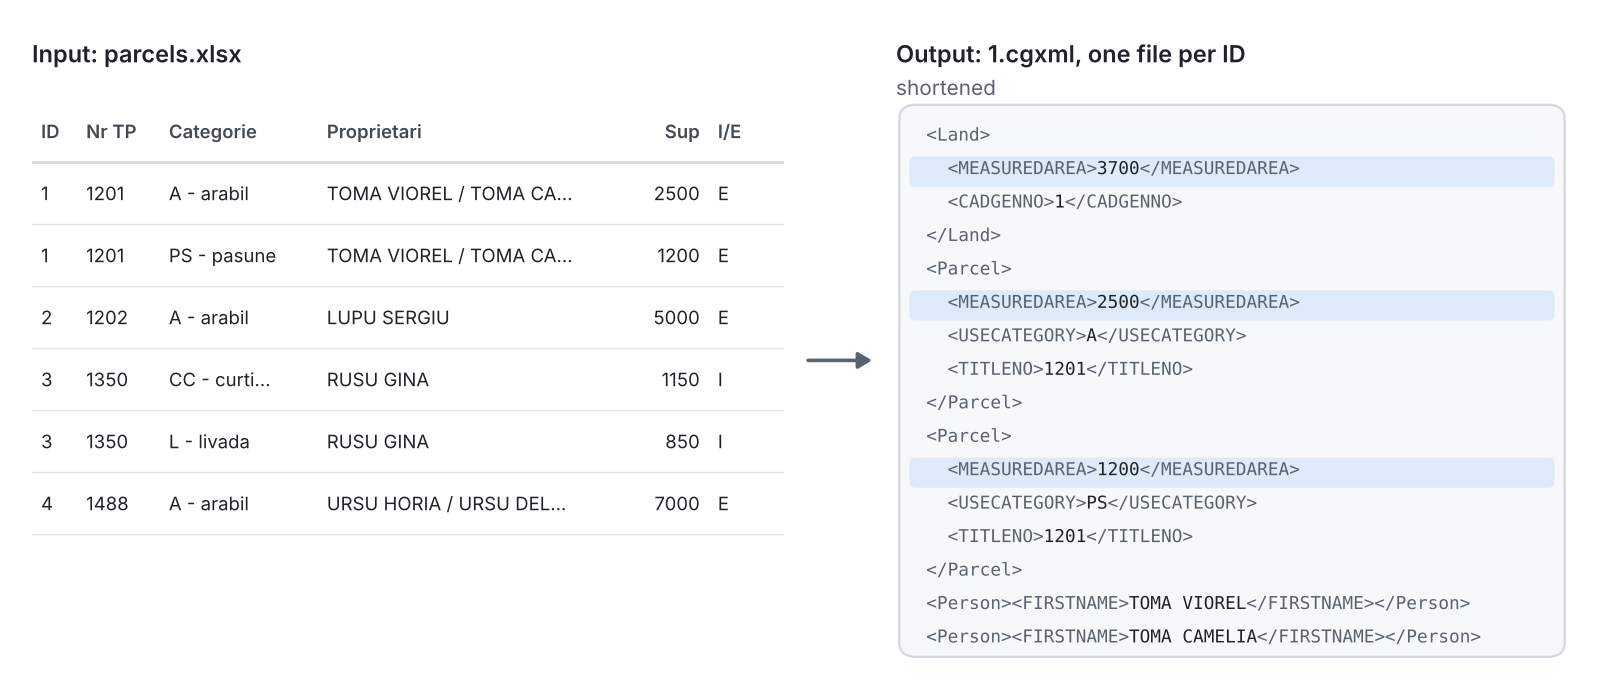 Input: parcels.xlsx
ID Nr TP Categorie Proprietari Sup I/E
1 1201 A - arabil TOMA VIOREL / TOMA CA... 2500 E
1 1201 PS - pasune TOMA VIOREL / TOMA CA... 1200 E
2 1202 A - arabil LUPU SERGIU 5000 E
3 1350 CC - curti... RUSU GINA 1150 I
3 1350 L - livada RUSU GINA 850 I
4 1488 A - arabil URSU HORIA / URSU DEL... 7000 E
Output: 1.cgxml, one file per ID
shortened
<Land>
<MEASUREDAREA>3700</MEASUREDAREA>
<CADGENNO>1</CADGENNO>
</Land>
<Parcel>
<MEASUREDAREA>2500</MEASUREDAREA>
<USECATEGORY>A</USECATEGORY>
<TITLENO>1201</TITLENO>
</Parcel>
<Parcel>
<MEASUREDAREA>1200</MEASUREDAREA>
<USECATEGORY>PS</USECATEGORY>
<TITLENO>1201</TITLENO>
</Parcel>
<Person><FIRSTNAME>TOMA VIOREL</FIRSTNAME></Person>
<Person><FIRSTNAME>TOMA CAMELIA</FIRSTNAME></Person>